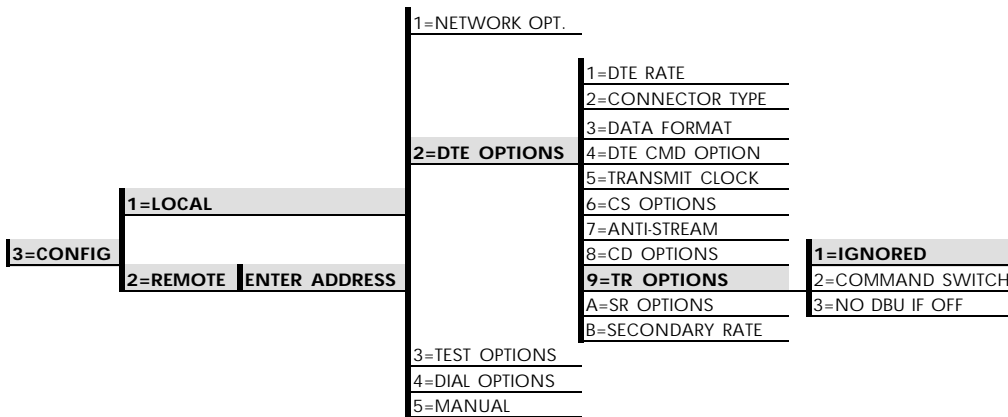 1=NETWORK OPT.
1=DTE RATE
2=CONNECTOR TYPE
3=DATA FORMAT
2=DTE OPTIONS
4=DTE CMD OPTION
5=TRANSMIT CLOCK
1=LOCAL
6=CS OPTIONS
7=ANTI-STREAM
3=CONFIG
8=CD OPTIONS
1=IGNORED
2=REMOTE
ENTER ADDRESS
9=TR OPTIONS
2=COMMAND SWITCH
A=SR OPTIONS
3=NO DBU IF OFF
B=SECONDARY RATE
3=TEST OPTIONS
4=DIAL OPTIONS
5=MANUAL